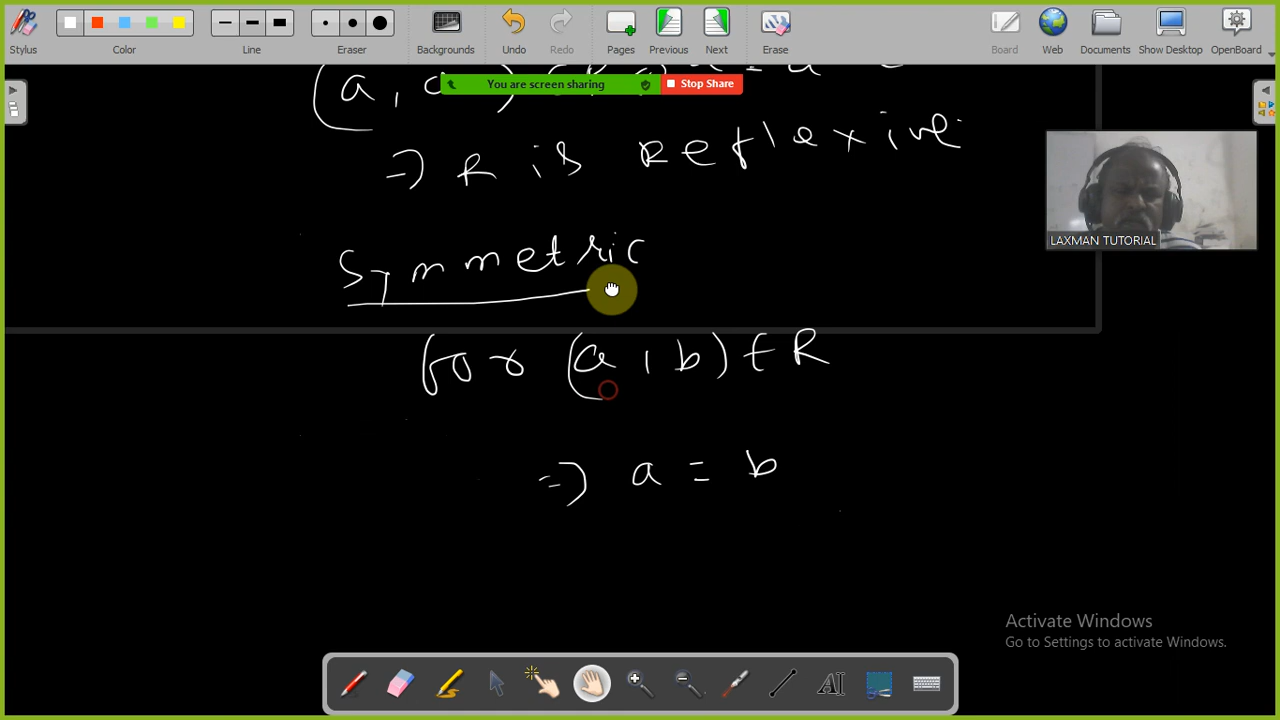 Stylus Color Line Eraser Backgrounds Undo Redo Pages Previous Next Erase Board Web Documents Show Desktop OpenBoard
You are screen sharing Stop Share
(a,
⇒ R is Reflexive.
LAXMAN TUTORIAL
Symmetric
for (a, b) ∈ R
⇒ a = b
Activate Windows
Go to Settings to activate Windows.
AI